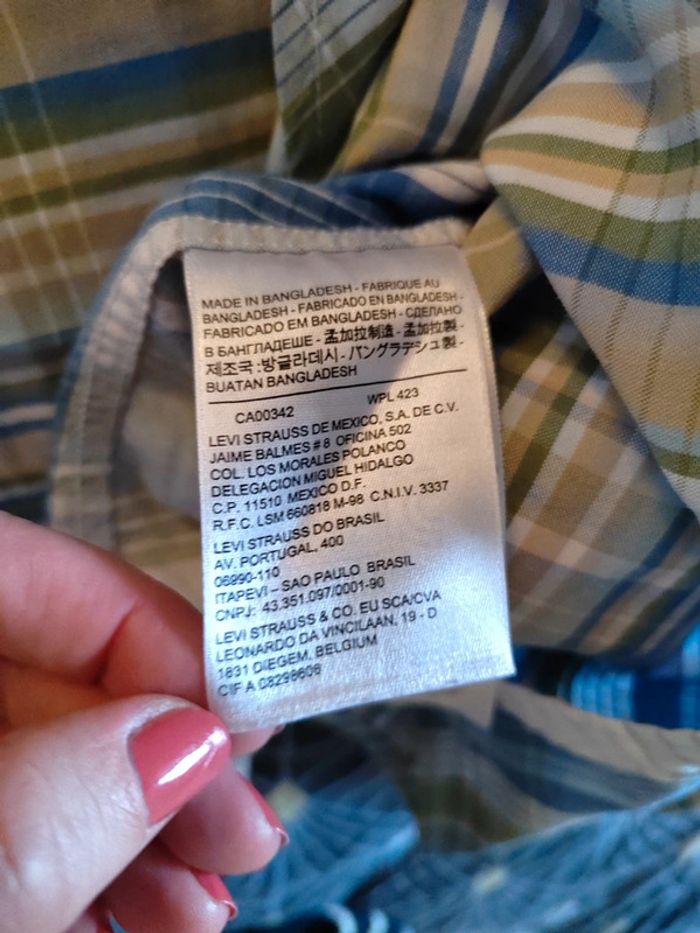 MADE IN BANGLADESH - FABRIQUE AU
BANGLADESH - FABRICADO EN BANGLADESH -
FABRICADO EM BANGLADESH - СДЕЛАНО
В БАНГЛАДЕШЕ - 孟加拉制造 - 孟加拉製 -
제조국 :방글라데시 - バングラデシュ製 -
BUATAN BANGLADESH
CA00342 WPL 423
LEVI STRAUSS DE MEXICO, S.A. DE C.V.
JAIME BALMES # 8 OFICINA 502
COL. LOS MORALES POLANCO
DELEGACION MIGUEL HIDALGO
C.P. 11510 MEXICO D.F.
R.F.C. LSM 660818 M-98 C.N.I.V. 3337
LEVI STRAUSS DO BRASIL
AV. PORTUGAL, 400
06690-110
ITAPEVI – SAO PAULO BRASIL
CNPJ: 43.351.097/0001-90
LEVI STRAUSS & CO. EU SCA/CVA
LEONARDO DA VINCILAAN, 19 - D
1831 DIEGEM, BELGIUM
CIF A 08298608